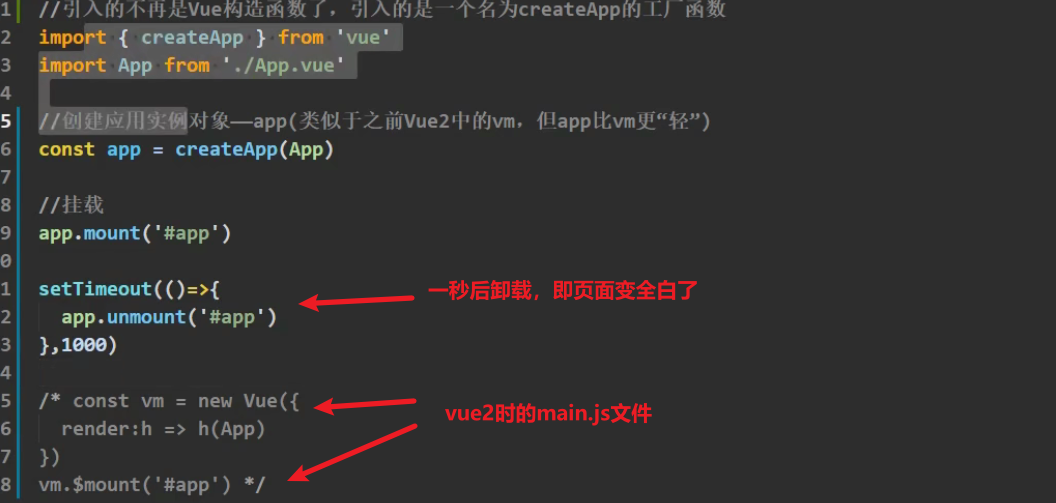 1 //引入的不再是Vue构造函数了，引入的是一个名为createApp的工厂函数
2 import { createApp } from 'vue'
3 import App from './App.vue'
4
5 //创建应用实例对象——app(类似于之前Vue2中的vm，但app比vm更“轻”)
6 const app = createApp(App)
7
8 //挂载
9 app.mount('#app')
0
1 setTimeout(()=>{
一秒后卸载，即页面变全白了
2 app.unmount('#app')
3 },1000)
4
5 /* const vm = new Vue({
vue2时的main.js文件
6 render:h => h(App)
7 })
8 vm.$mount('#app') */